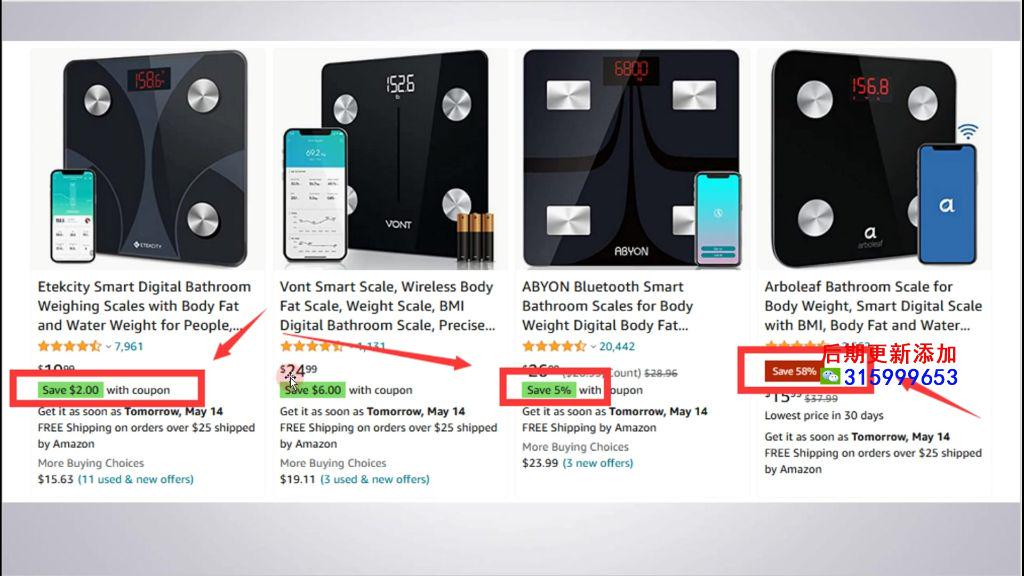 158.6
ETEKCITY
Etekcity Smart Digital Bathroom
Weighing Scales with Body Fat
and Water Weight for People,...
7,961
Save $2.00 with coupon
Get it as soon as Tomorrow, May 14
FREE Shipping on orders over $25 shipped
by Amazon
More Buying Choices
$15.63 (11 used & new offers)
152.6
69.2
VONT
Vont Smart Scale, Wireless Body
Fat Scale, Weight Scale, BMI
Digital Bathroom Scale, Precise...
$24.99
Save $6.00 with coupon
Get it as soon as Tomorrow, May 14
FREE Shipping on orders over $25 shipped
by Amazon
More Buying Choices
$19.11 (3 used & new offers)
6800
ABYON
ABYON Bluetooth Smart
Bathroom Scales for Body
Weight Digital Body Fat...
20,442
$28.96
Save 5% with coupon
Get it as soon as Tomorrow, May 14
FREE Shipping on orders over $25 shipped
by Amazon
More Buying Choices
$23.99 (3 new offers)
156.8
a
arboleaf
a
Arboleaf Bathroom Scale for
Body Weight, Smart Digital Scale
with BMI, Body Fat and Water...
后期更新添加
Save 58%
315999653
$15.99 $37.99
Lowest price in 30 days
Get it as soon as Tomorrow, May 14
FREE Shipping on orders over $25 shipped
by Amazon